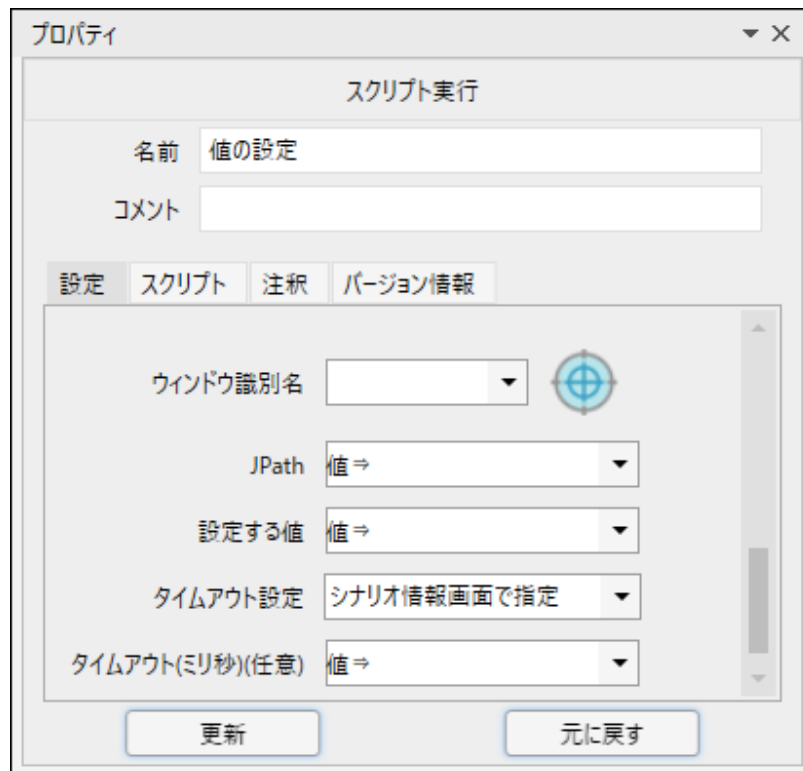 プロパティ
スクリプト実行
名前 値の設定
コメント
設定 スクリプト 注釈 バージョン情報
ウィンドウ識別名
JPath 値⇒
設定する値 値⇒
タイムアウト設定 シナリオ情報画面で指定
タイムアウト(ミリ秒)(任意) 値⇒
更新 元に戻す